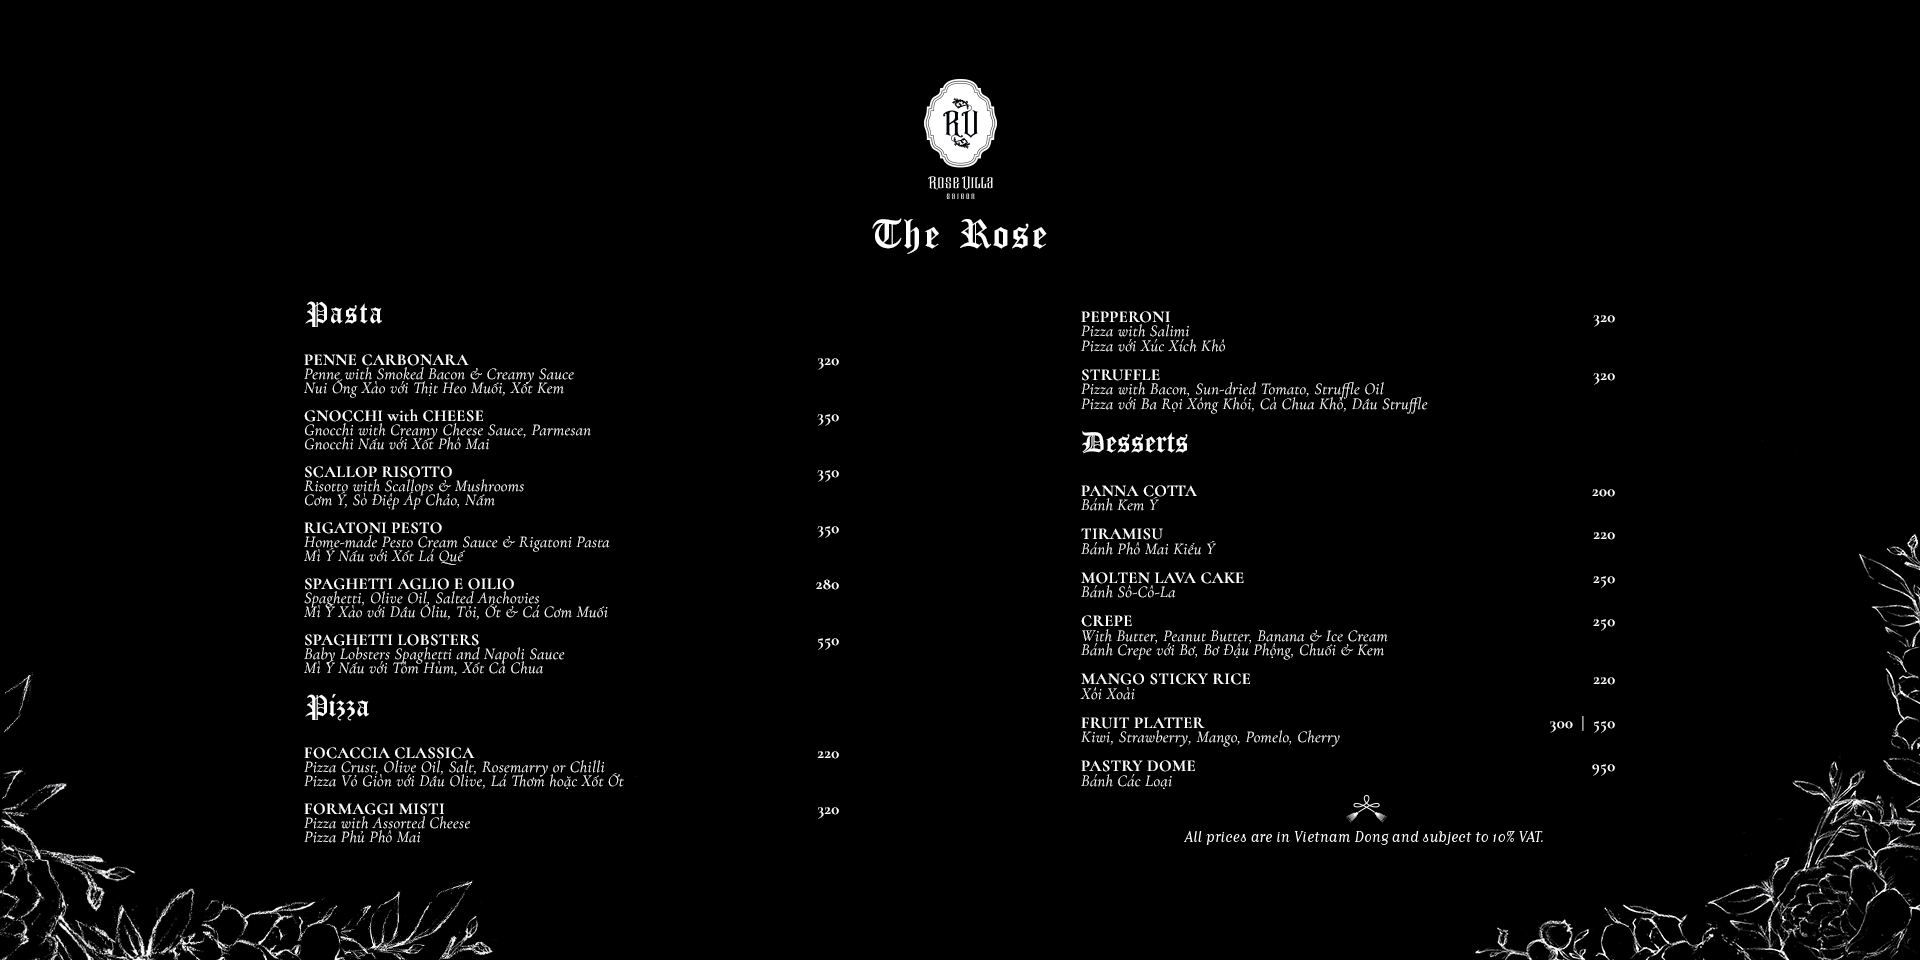 RV
Rose Villa
SAIGON
The Rose
Pasta
PENNE CARBONARA 320
Penne with Smoked Bacon & Creamy Sauce
Nui Ống Xào với Thịt Heo Muối, Xốt Kem
GNOCCHI with CHEESE 350
Gnocchi with Creamy Cheese Sauce, Parmesan
Gnocchi Nấu với Xốt Phô Mai
SCALLOP RISOTTO 350
Risotto with Scallops & Mushrooms
Cơm Ý, Sò Điệp Áp Chảo, Nấm
RIGATONI PESTO 350
Home-made Pesto Cream Sauce & Rigatoni Pasta
Mì Ý Nấu với Xốt Lá Quế
SPAGHETTI AGLIO E OILIO 280
Spaghetti, Olive Oil, Salted Anchovies
Mì Ý Xào với Dầu Ôliu, Tỏi, Ớt & Cá Cơm Muối
SPAGHETTI LOBSTERS 550
Baby Lobsters Spaghetti and Napoli Sauce
Mì Ý Nấu với Tôm Hùm, Xốt Cà Chua
Pizza
FOCACCIA CLASSICA 220
Pizza Crust, Olive Oil, Salt, Rosemarry or Chilli
Pizza Vỏ Giòn với Dầu Olive, Lá Thơm hoặc Xốt Ớt
FORMAGGI MISTI 320
Pizza with Assorted Cheese
Pizza Phủ Phô Mai
PEPPERONI 320
Pizza with Salimi
Pizza với Xúc Xích Khô
STRUFFLE 320
Pizza with Bacon, Sun-dried Tomato, Struffle Oil
Pizza với Ba Rọi Xông Khói, Cà Chua Khô, Dầu Struffle
Desserts
PANNA COTTA 200
Bánh Kem Ý
TIRAMISU 220
Bánh Phô Mai Kiểu Ý
MOLTEN LAVA CAKE 250
Bánh Sô-Cô-La
CREPE 250
With Butter, Peanut Butter, Banana & Ice Cream
Bánh Crepe với Bơ, Bơ Đậu Phộng, Chuối & Kem
MANGO STICKY RICE 220
Xôi Xoài
FRUIT PLATTER 300 | 550
Kiwi, Strawberry, Mango, Pomelo, Cherry
PASTRY DOME 950
Bánh Các Loại
All prices are in Vietnam Dong and subject to 10% VAT.